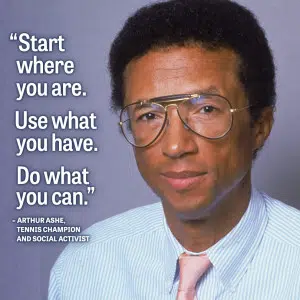 “Start
where
you are.
Use what
you have.
Do what
you can.”
- ARTHUR ASHE,
TENNIS CHAMPION
AND SOCIAL ACTIVIST